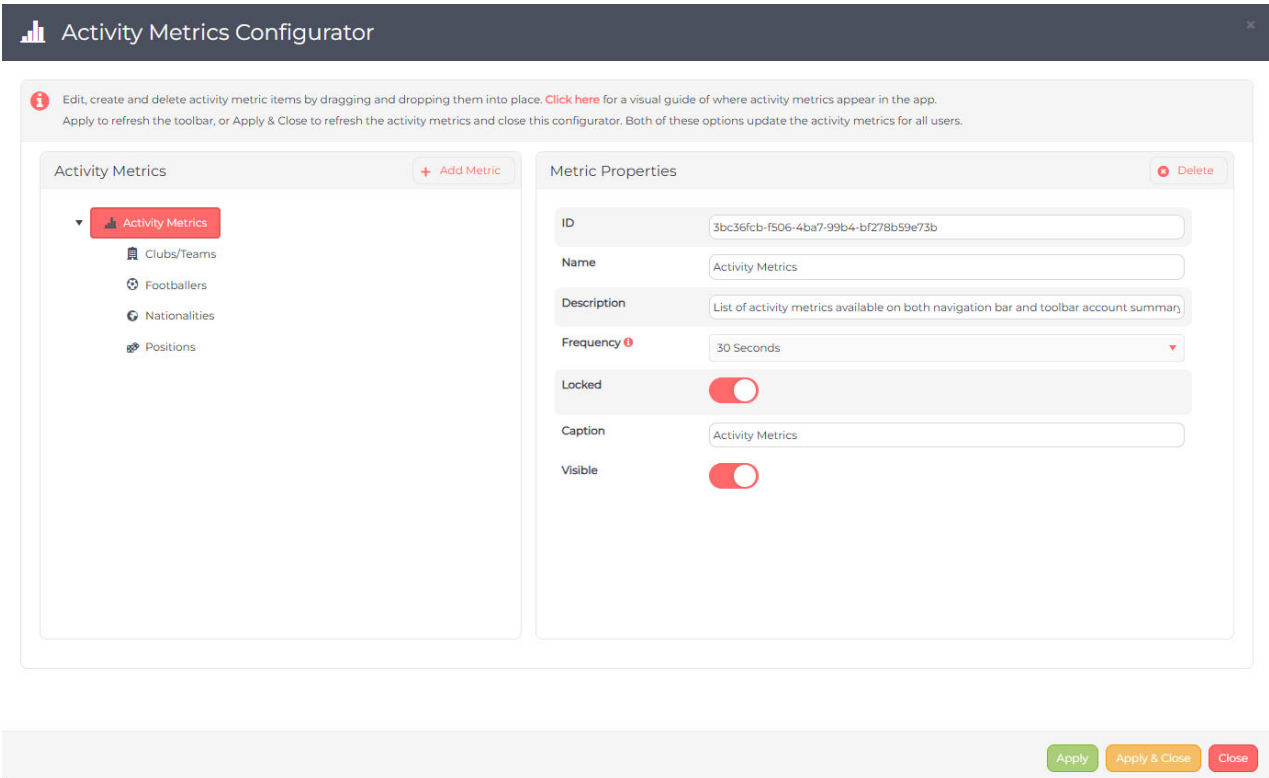 Activity Metrics Configurator
×
Edit, create and delete activity metric items by dragging and dropping them into place. Click here for a visual guide of where activity metrics appear in the app.
Apply to refresh the toolbar, or Apply & Close to refresh the activity metrics and close this configurator. Both of these options update the activity metrics for all users.
Activity Metrics
+ Add Metric
Activity Metrics
Clubs/Teams
Footballers
Nationalities
Positions
Metric Properties
Delete
ID
3bc36fcb-f506-4ba7-99b4-bf278b59e73b
Name
Activity Metrics
Description
List of activity metrics available on both navigation bar and toolbar account summary
Frequency
30 Seconds
Locked
Caption
Activity Metrics
Visible
Apply
Apply & Close
Close